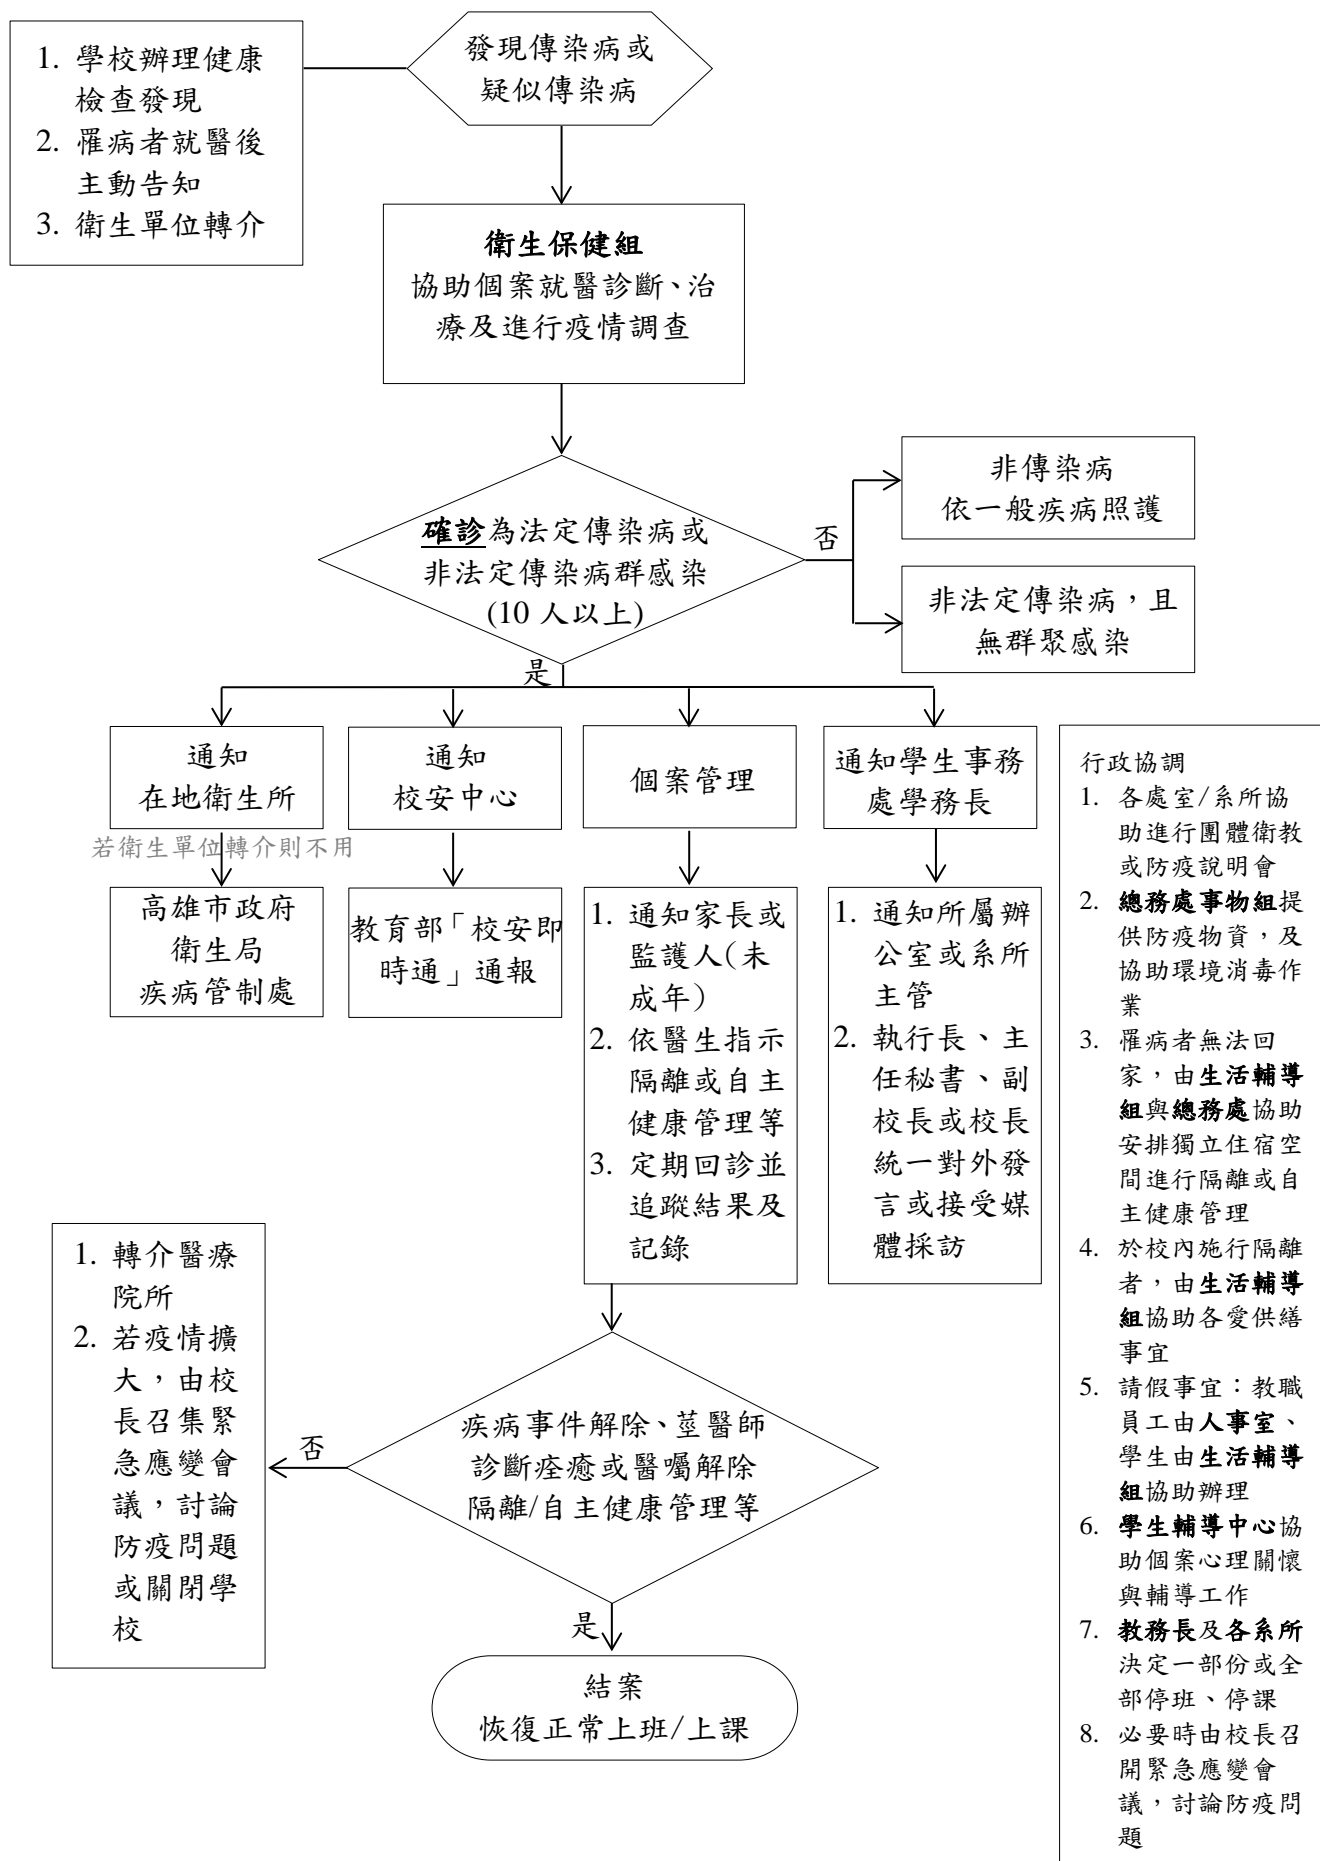 1. 學校辦理健康
檢查發現
2. 罹病者就醫後
主動告知
3. 衛生單位轉介
發現傳染病或
疑似傳染病
衛生保健組
協助個案就醫診斷、治
療及進行疫情調查
確診為法定傳染病或
非法定傳染病群感染
(10 人以上)
否
非傳染病
依一般疾病照護
非法定傳染病，且
無群聚感染
是
通知
在地衛生所
若衛生單位轉介則不用
高雄市政府
衛生局
疾病管制處
通知
校安中心
教育部「校安即
時通」通報
個案管理
1. 通知家長或
監護人(未
成年)
2. 依醫生指示
隔離或自主
健康管理等
3. 定期回診並
追蹤結果及
記錄
通知學生事務
處學務長
1. 通知所屬辦
公室或系所
主管
2. 執行長、主
任秘書、副
校長或校長
統一對外發
言或接受媒
體採訪
疾病事件解除、莖醫師
診斷痊癒或醫囑解除
隔離/自主健康管理等
否
1. 轉介醫療
院所
2. 若疫情擴
大，由校
長召集緊
急應變會
議，討論
防疫問題
或關閉學
校
是
結案
恢復正常上班/上課
行政協調
1. 各處室/系所協
助進行團體衛教
或防疫說明會
2. 總務處事物組提
供防疫物資，及
協助環境消毒作
業
3. 罹病者無法回
家，由生活輔導
組與總務處協助
安排獨立住宿空
間進行隔離或自
主健康管理
4. 於校內施行隔離
者，由生活輔導
組協助各愛供繕
事宜
5. 請假事宜：教職
員工由人事室、
學生由生活輔導
組協助辦理
6. 學生輔導中心協
助個案心理關懷
與輔導工作
7. 教務長及各系所
決定一部份或全
部停班、停課
8. 必要時由校長召
開緊急應變會
議，討論防疫問
題